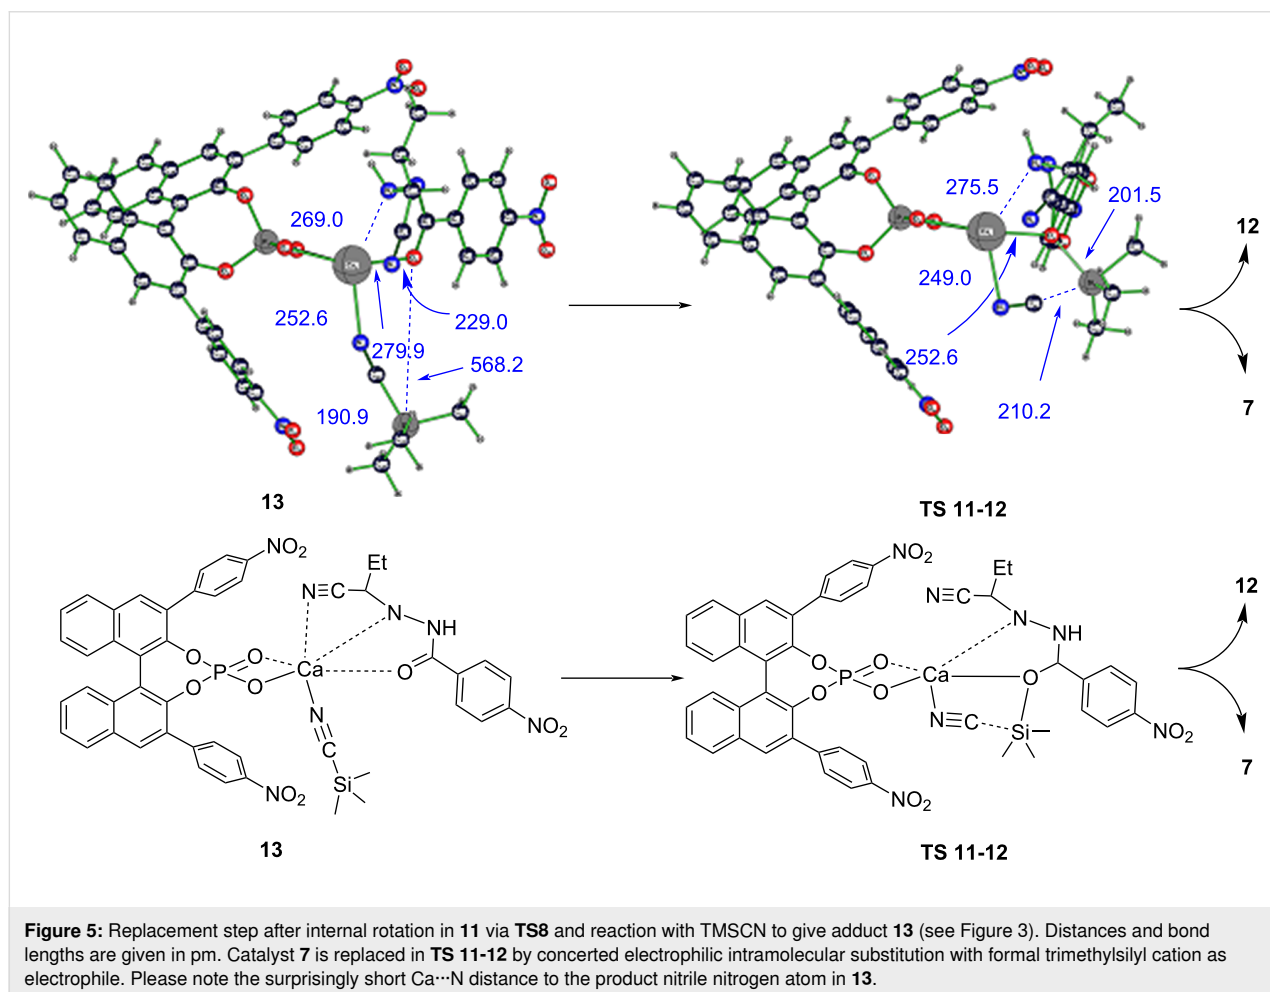 269.0
252.6
279.9
229.0
568.2
190.9
13
275.5
201.5
249.0
252.6
210.2
TS 11-12
12
7
NO2
Et
N≡C
N
NH
O
O
P
O
O
Ca
O
N
C
Si
NO2
NO2
13
NO2
Et
N≡C
N
NH
O
O
P
O
O
Ca
O
N≡C
Si
NO2
NO2
TS 11-12
12
7
Figure 5: Replacement step after internal rotation in 11 via TS8 and reaction with TMSCN to give adduct 13 (see Figure 3). Distances and bond
lengths are given in pm. Catalyst 7 is replaced in TS 11-12 by concerted electrophilic intramolecular substitution with formal trimethylsilyl cation as
electrophile. Please note the surprisingly short Ca···N distance to the product nitrile nitrogen atom in 13.